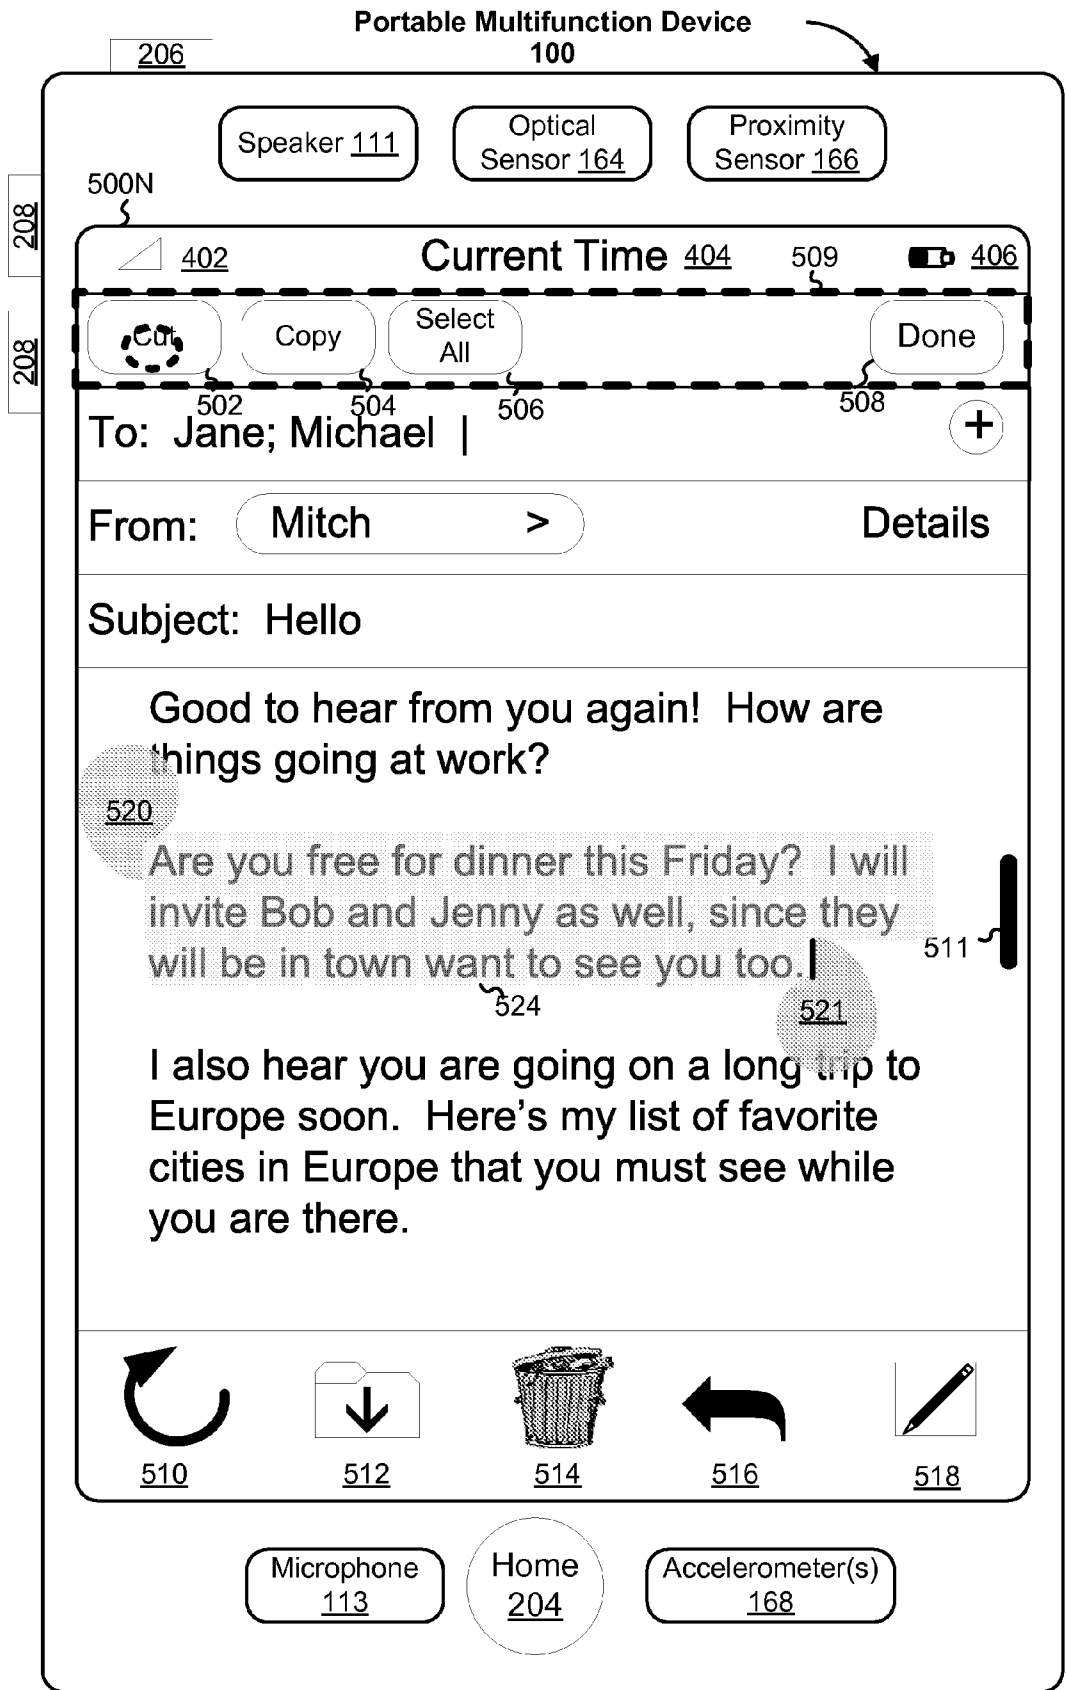 Portable Multifunction Device
100
206
Speaker 111
Optical
Sensor 164
Proximity
Sensor 166
500N
208
402
Current Time 404
509
406
Cut
Copy
Select
All
Done
208
502
504
506
508
To: Jane; Michael |
+
From: Mitch >
Details
Subject: Hello
Good to hear from you again! How are
things going at work?
520
Are you free for dinner this Friday? I will
invite Bob and Jenny as well, since they
will be in town want to see you too.
511
524
521
I also hear you are going on a long trip to
Europe soon. Here's my list of favorite
cities in Europe that you must see while
you are there.
510
512
514
516
518
Microphone
113
Home
204
Accelerometer(s)
168